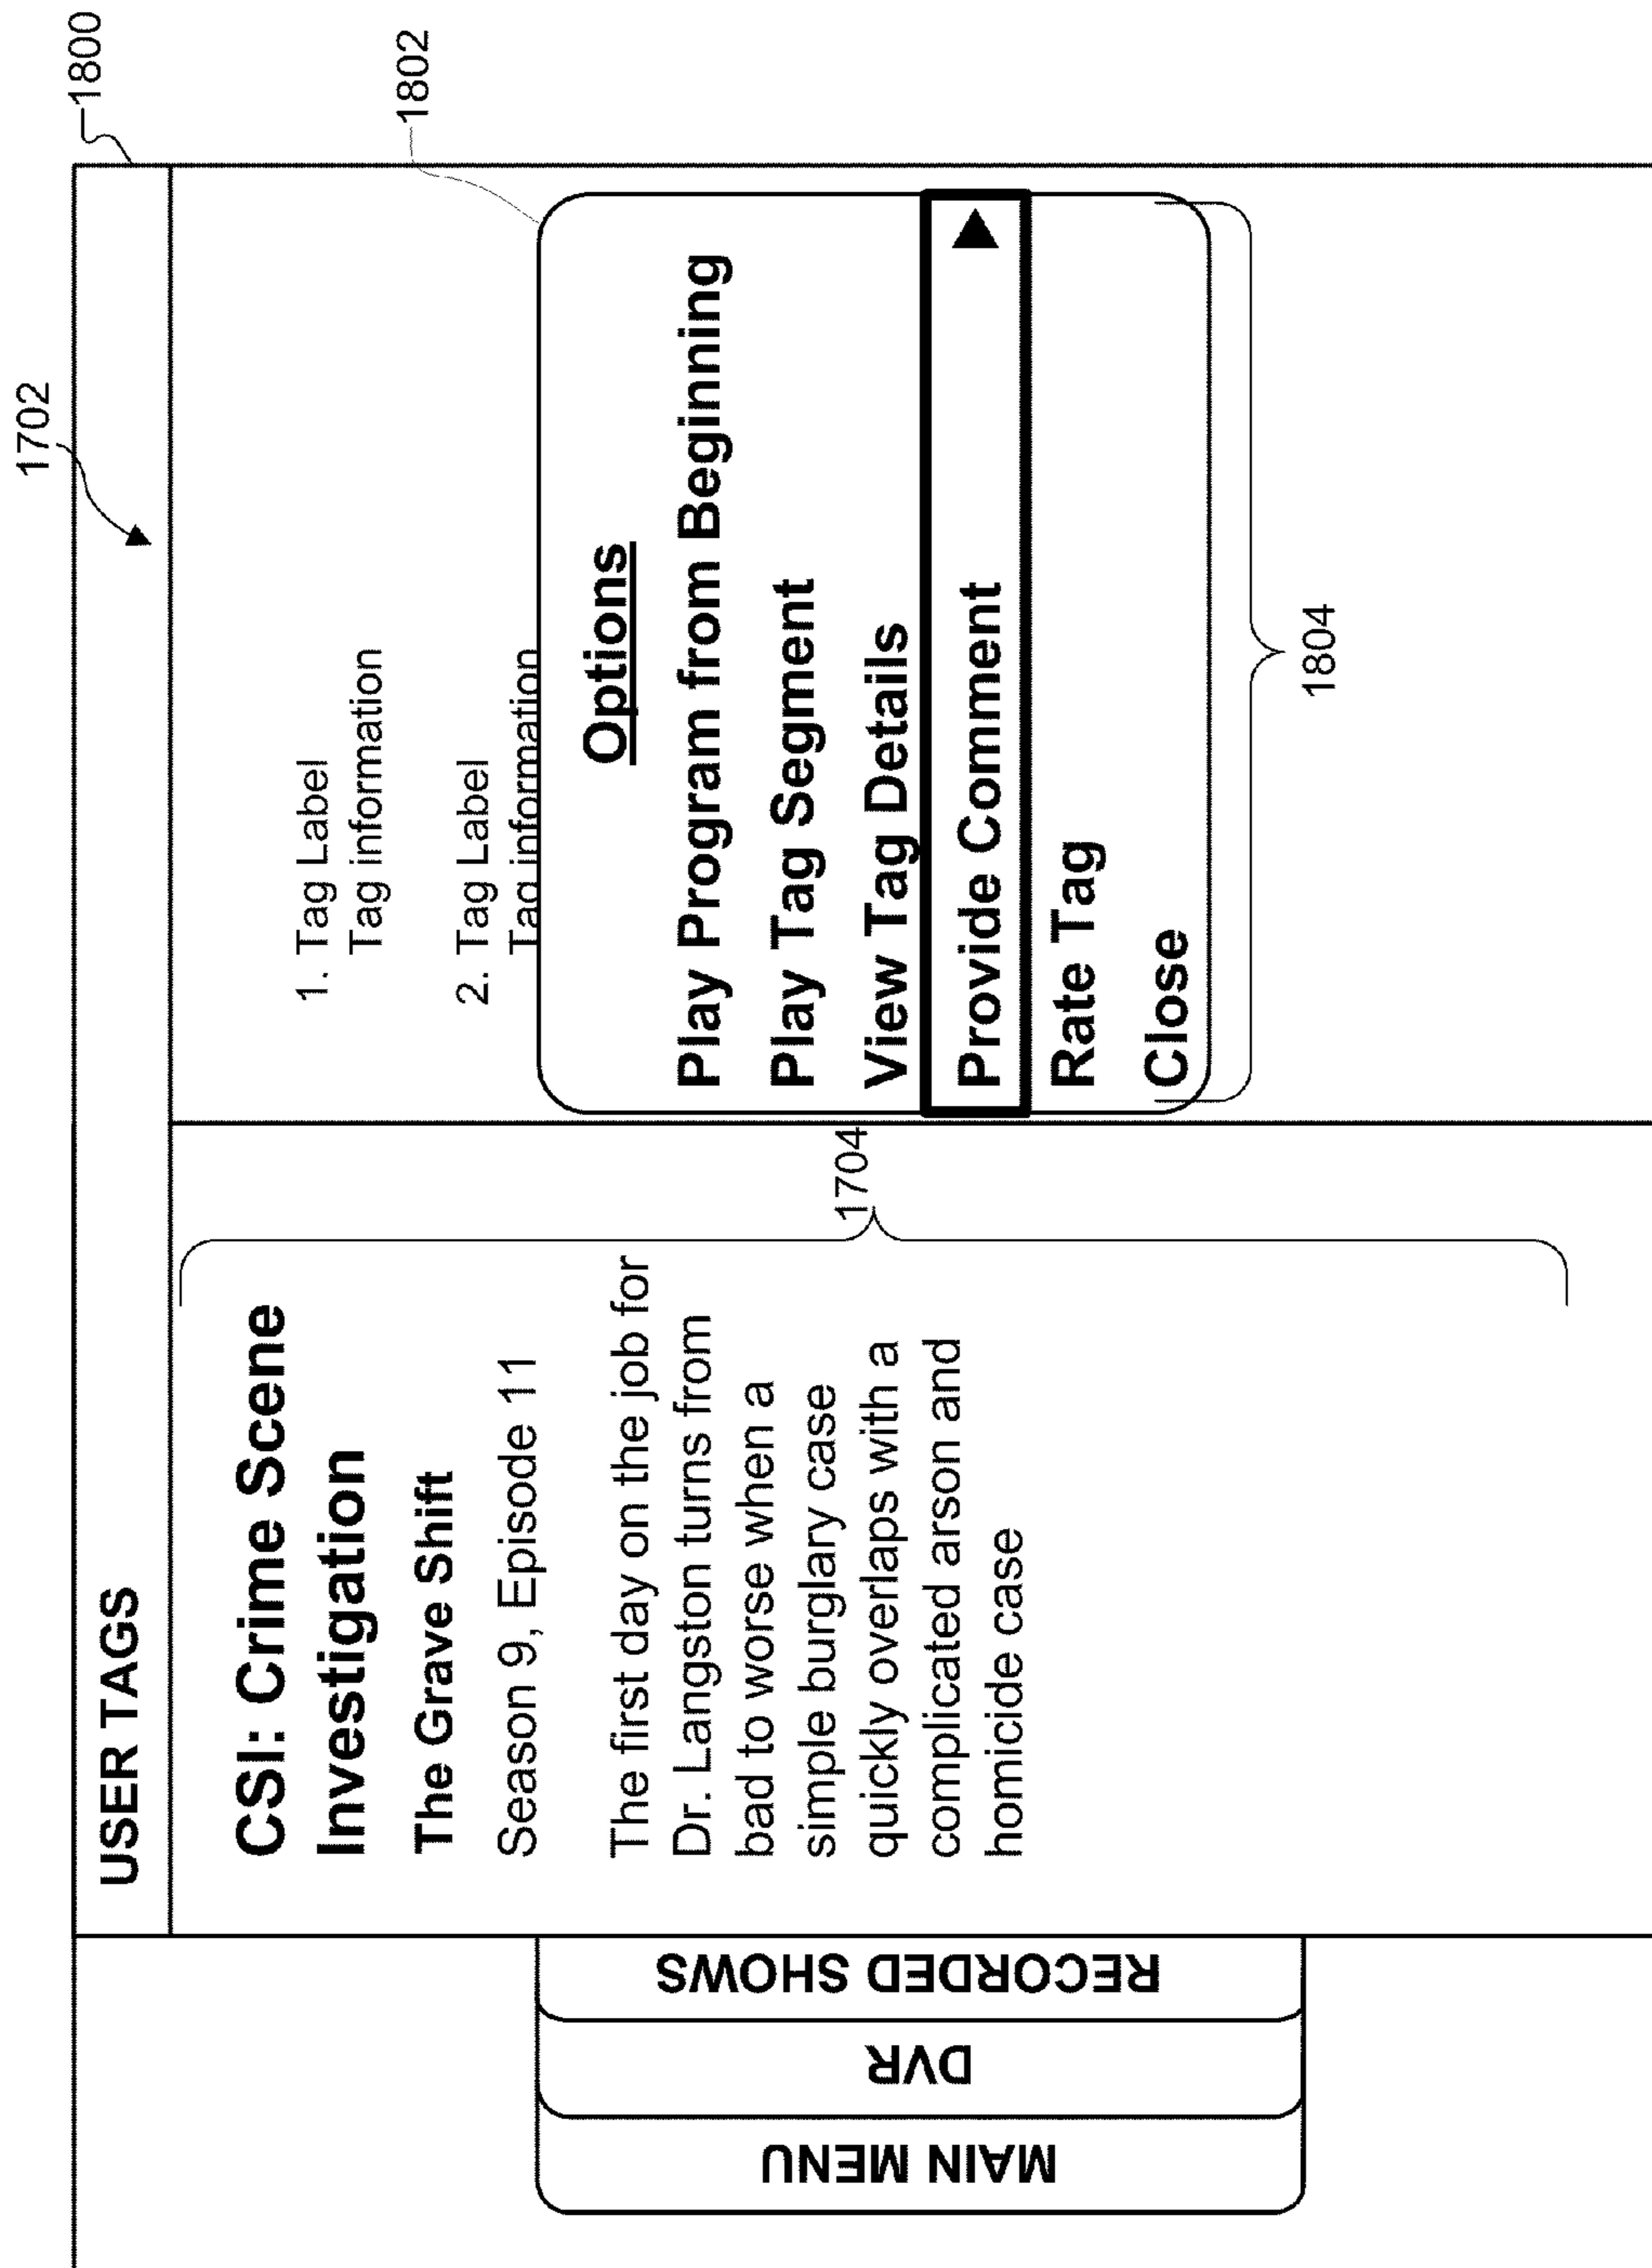 1702
1800
USER TAGS
MAIN MENU
DVR
RECORDED SHOWS
CSI: Crime Scene
Investigation
The Grave Shift
Season 9, Episode 11
The first day on the job for
Dr. Langston turns from
bad to worse when a
simple burglary case
quickly overlaps with a
complicated arson and
homicide case
1704
1. Tag Label
Tag information
2. Tag Label
Tag information
1802
Options
Play Program from Beginning
Play Tag Segment
View Tag Details
Provide Comment
Rate Tag
Close
1804